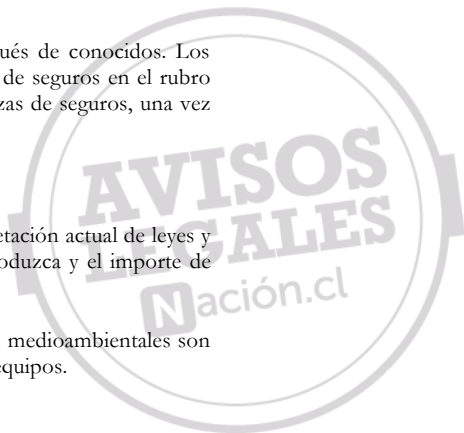 ués de conocidos. Los
de seguros en el rubro
zas de seguros, una vez
AVISOS
LEGALES
Nación.cl
etación actual de leyes y
oduzca y el importe de
medioambientales son
equipos.